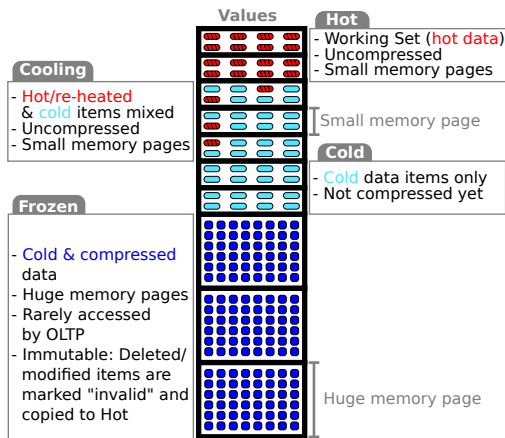 Values
Hot
- Working Set (hot data)
- Uncompressed
- Small memory pages
Cooling
- Hot/re-heated
& cold items mixed
- Uncompressed
- Small memory pages
Small memory page
Cold
- Cold data items only
- Not compressed yet
Frozen
- Cold & compressed
data
- Huge memory pages
- Rarely accessed
by OLTP
- Immutable: Deleted/
modified items are
marked "invalid" and
copied to Hot
Huge memory page